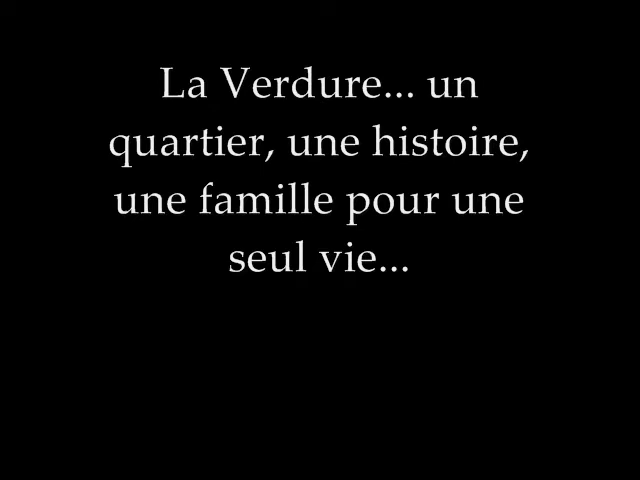 La Verdure... un
quartier, une histoire,
une famille pour une
seul vie...